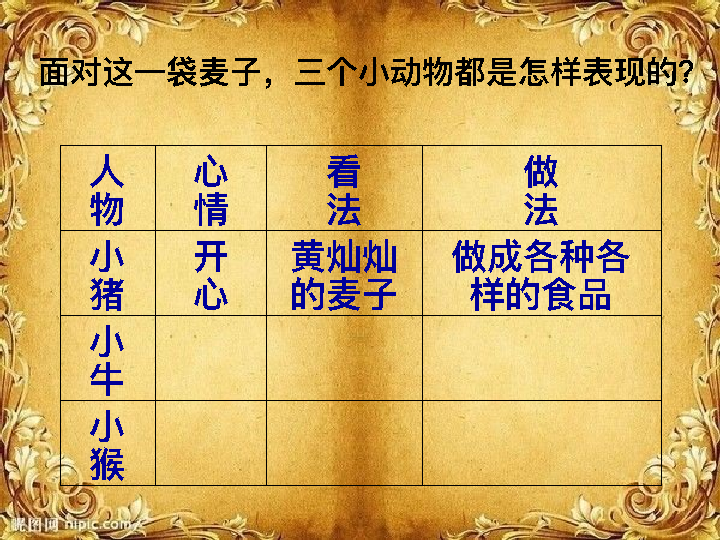 面对这一袋麦子，三个小动物都是怎样表现的?
人物 心情 看法 做法
小猪 开心 黄灿灿的麦子 做成各种各样的食品
小牛
小猴
昵图网 nipic.com